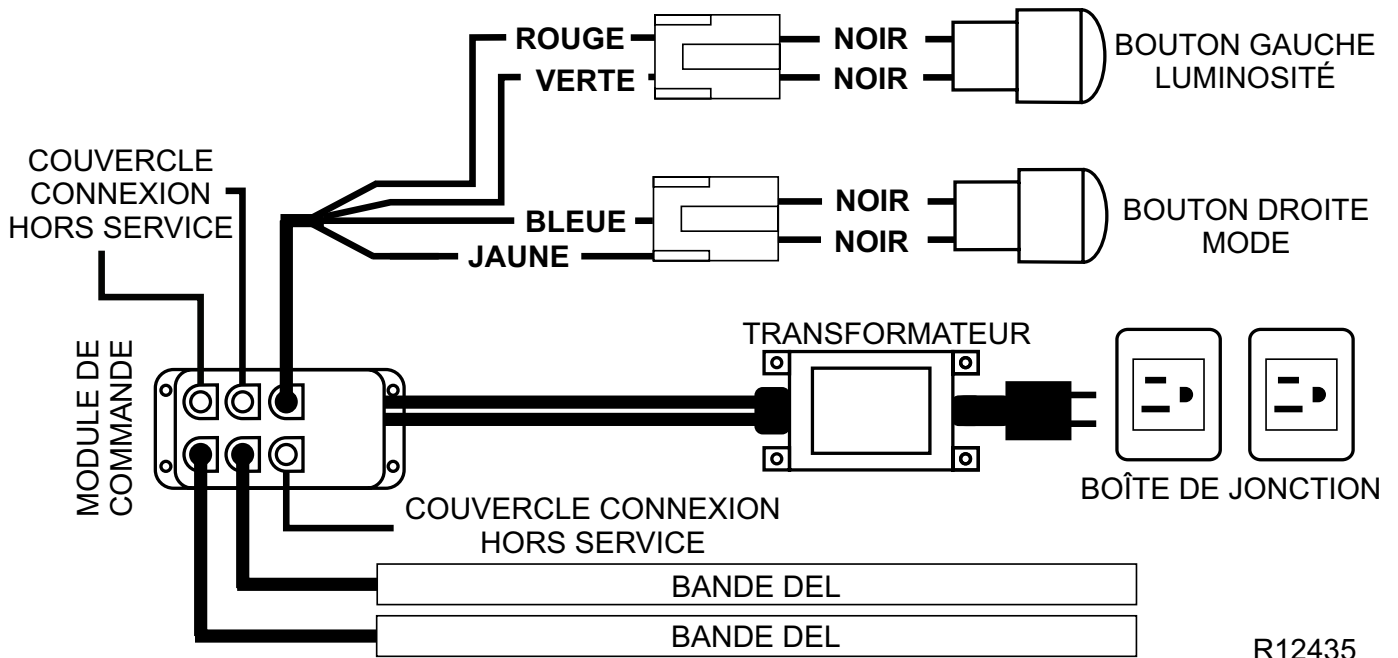 ROUGE
NOIR
VERTE
NOIR
BOUTON GAUCHE
LUMINOSITÉ
COUVERCLE
CONNEXION
HORS SERVICE
BLEUE
NOIR
JAUNE
NOIR
BOUTON DROITE
MODE
MODULE DE
COMMANDE
TRANSFORMATEUR
BOÎTE DE JONCTION
COUVERCLE CONNEXION
HORS SERVICE
BANDE DEL
BANDE DEL
R12435